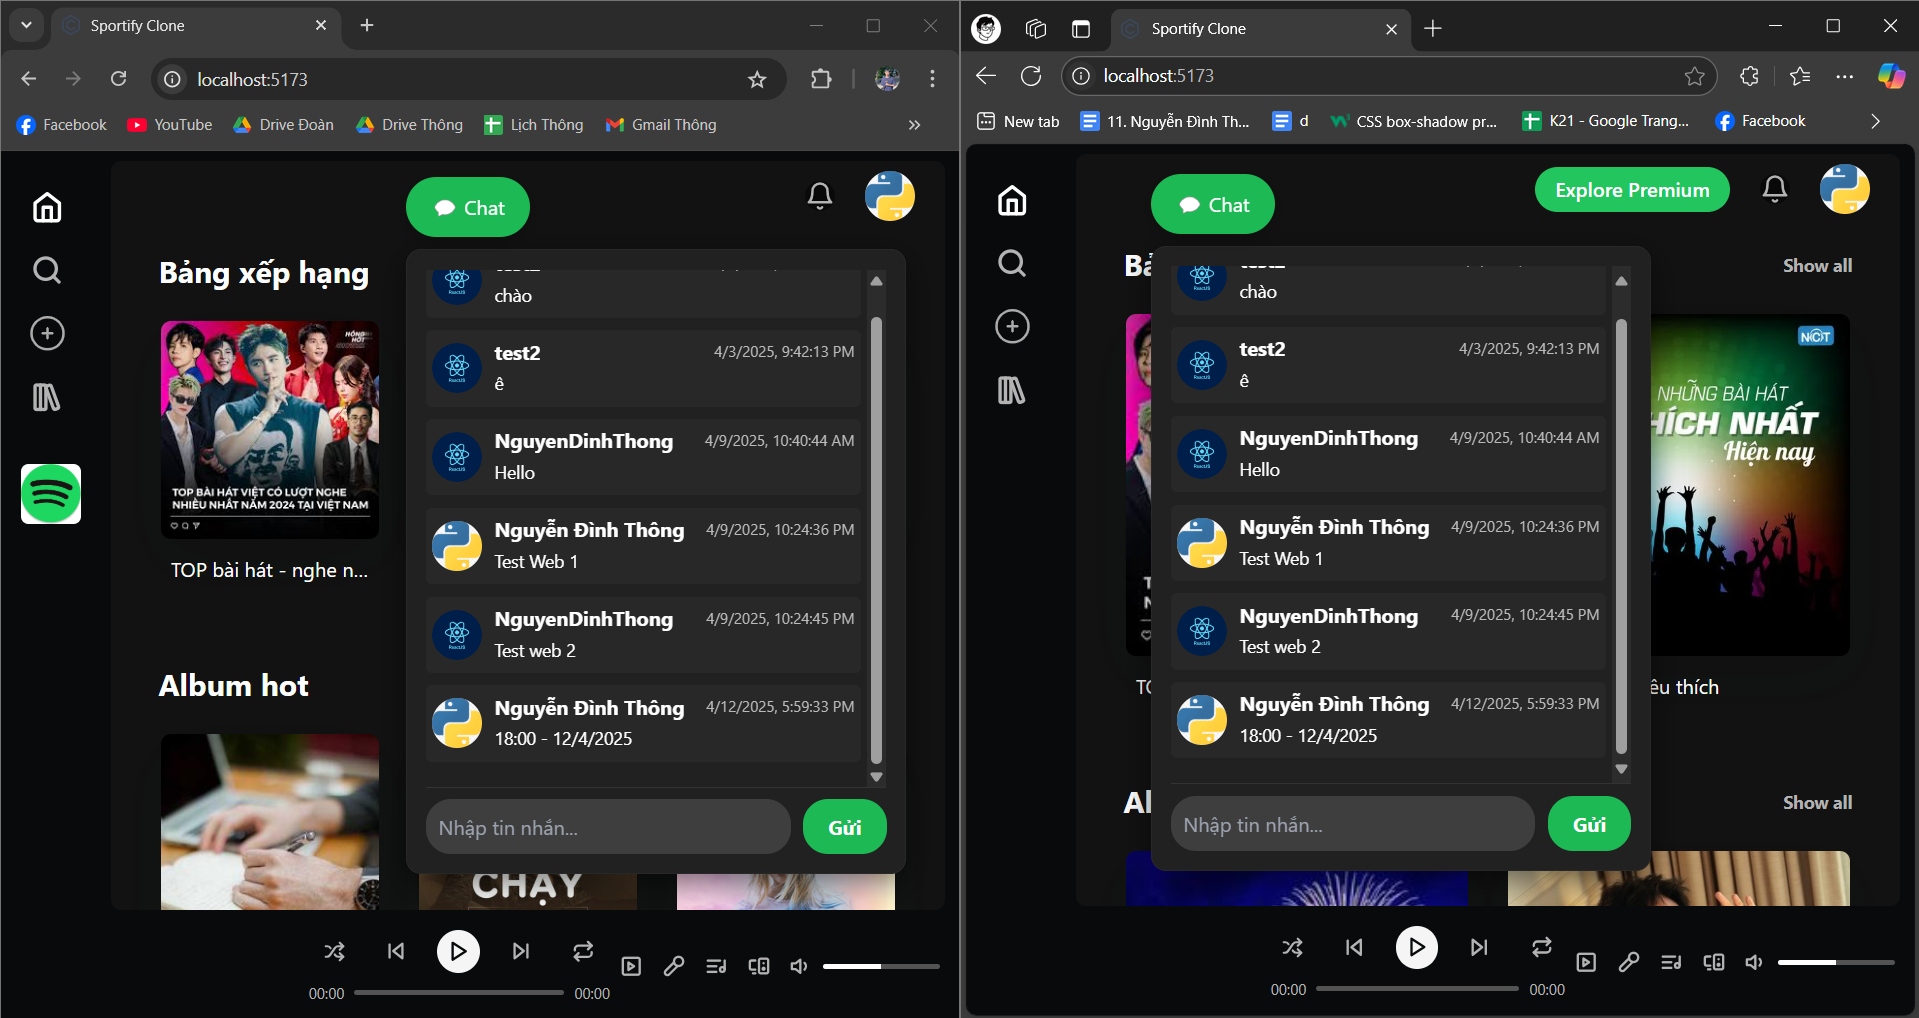 Sportify Clone
localhost:5173
Facebook
YouTube
Drive Đoàn
Drive Thông
Lịch Thông
Gmail Thông
Chat
Bảng xếp hạng
HÓNG
HỚT
TOP BÀI HÁT VIỆT CÓ LƯỢT NGHE
NHIỀU NHẤT NĂM 2024 TẠI VIỆT NAM
TOP bài hát - nghe n...
Album hot
chào
test2
4/3/2025, 9:42:13 PM
ê
NguyenDinhThong
4/9/2025, 10:40:44 AM
Hello
Nguyễn Đình Thông
4/9/2025, 10:24:36 PM
Test Web 1
NguyenDinhThong
4/9/2025, 10:24:45 PM
Test web 2
Nguyễn Đình Thông
4/12/2025, 5:59:33 PM
18:00 - 12/4/2025
Nhập tin nhắn...
Gửi
CHẠY
00:00
00:00
Sportify Clone
localhost:5173
New tab
11. Nguyễn Đình Th...
d
CSS box-shadow pr...
K21 - Google Trang...
Facebook
Chat
Explore Premium
Show all
NCT
NHỮNG BÀI HÁT
HÍCH NHẤT
Hiện nay
êu thích
chào
test2
4/3/2025, 9:42:13 PM
ê
NguyenDinhThong
4/9/2025, 10:40:44 AM
Hello
Nguyễn Đình Thông
4/9/2025, 10:24:36 PM
Test Web 1
NguyenDinhThong
4/9/2025, 10:24:45 PM
Test web 2
Nguyễn Đình Thông
4/12/2025, 5:59:33 PM
18:00 - 12/4/2025
Al
Show all
Nhập tin nhắn...
Gửi
00:00
00:00